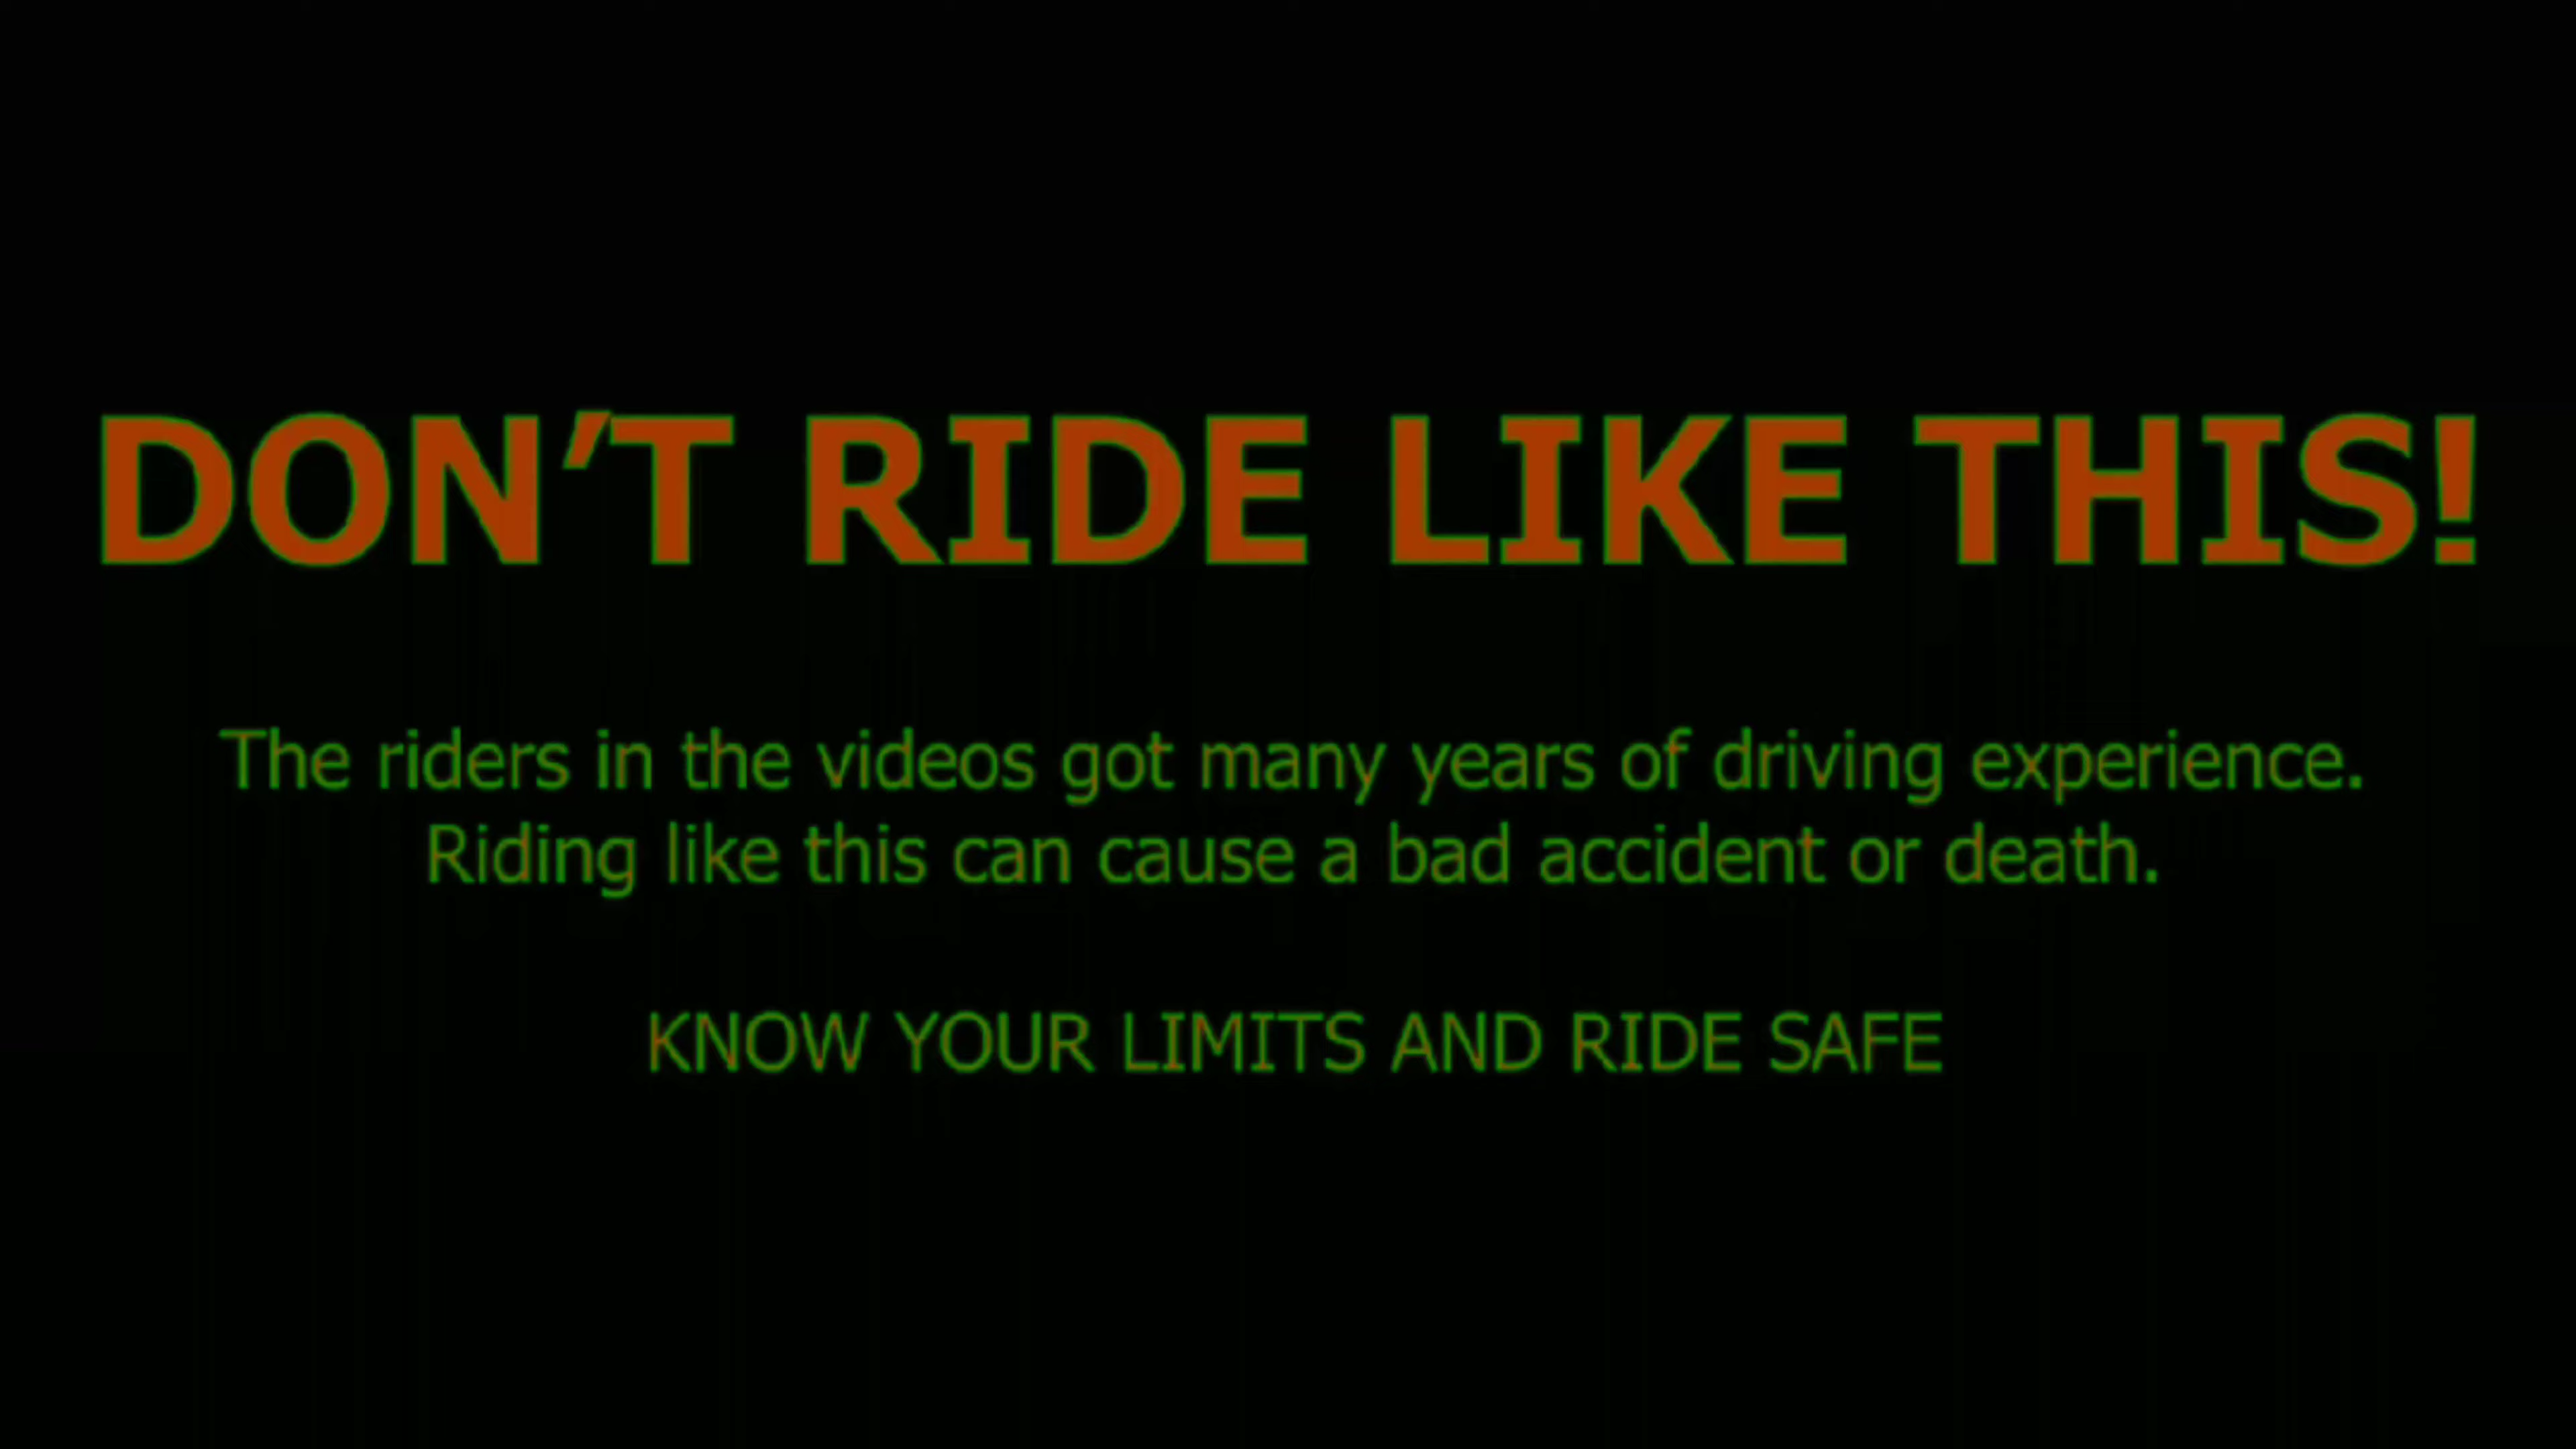 DON'T RIDE LIKE THIS!
The riders in the videos got many years of driving experience.
Riding like this can cause a bad accident or death.
KNOW YOUR LIMITS AND RIDE SAFE